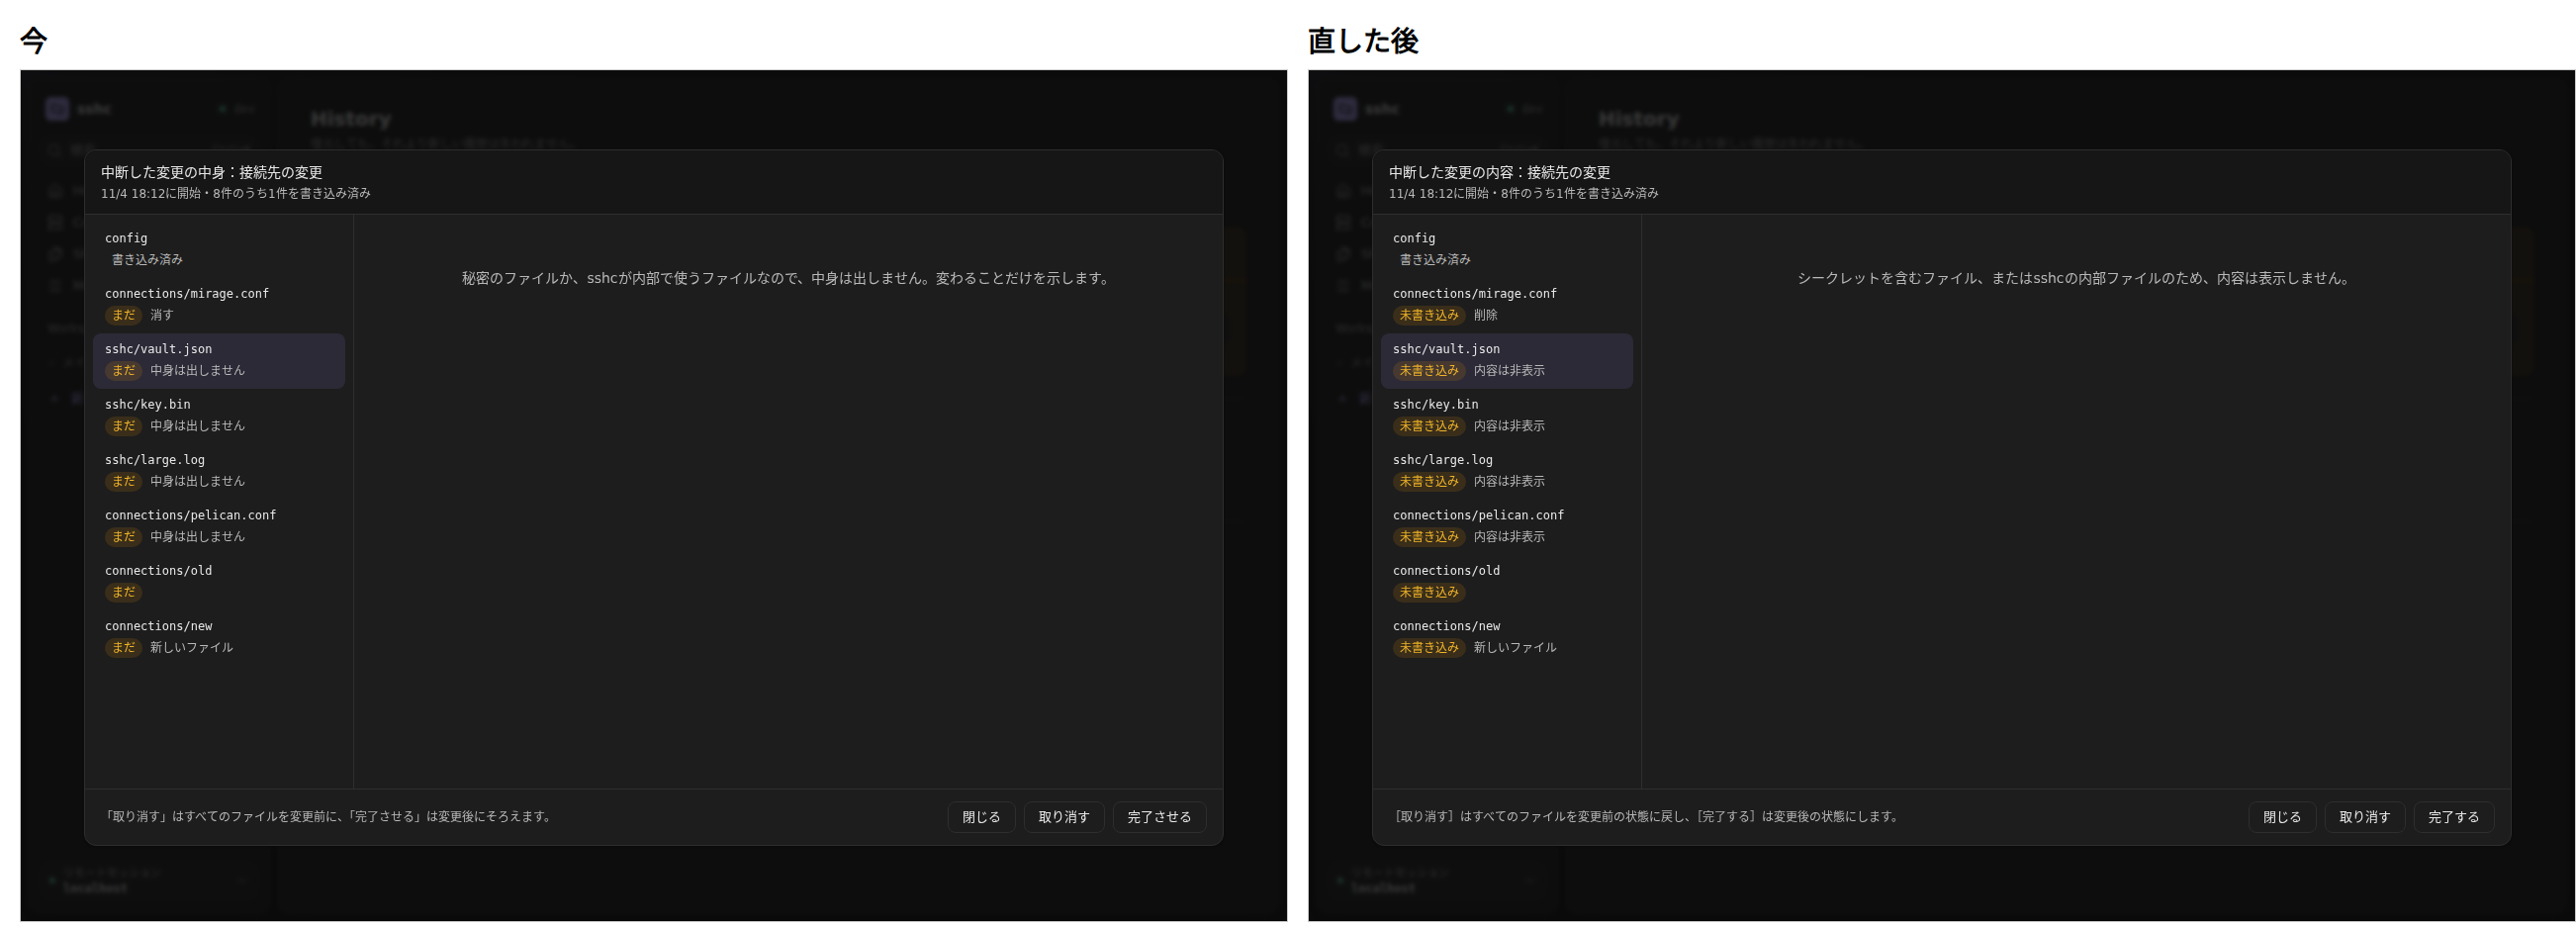 今
sshc
History
中断した変更の中身：接続先の変更
11/4 18:12に開始・8件のうち1件を書き込み済み
config
書き込み済み
connections/mirage.conf
まだ 消す
sshc/vault.json
まだ 中身は出しません
sshc/key.bin
まだ 中身は出しません
sshc/large.log
まだ 中身は出しません
connections/pelican.conf
まだ 中身は出しません
connections/old
まだ
connections/new
まだ 新しいファイル
秘密のファイルか、sshcが内部で使うファイルなので、中身は出しません。変わることだけを示します。
「取り消す」はすべてのファイルを変更前に、「完了させる」は変更後にそろえます。
閉じる 取り消す 完了させる
localhost
直した後
sshc
History
中断した変更の内容：接続先の変更
11/4 18:12に開始・8件のうち1件を書き込み済み
config
書き込み済み
connections/mirage.conf
未書き込み 削除
sshc/vault.json
未書き込み 内容は非表示
sshc/key.bin
未書き込み 内容は非表示
sshc/large.log
未書き込み 内容は非表示
connections/pelican.conf
未書き込み 内容は非表示
connections/old
未書き込み
connections/new
未書き込み 新しいファイル
シークレットを含むファイル、またはsshcの内部ファイルのため、内容は表示しません。
［取り消す］はすべてのファイルを変更前の状態に戻し、［完了する］は変更後の状態にします。
閉じる 取り消す 完了する
localhost